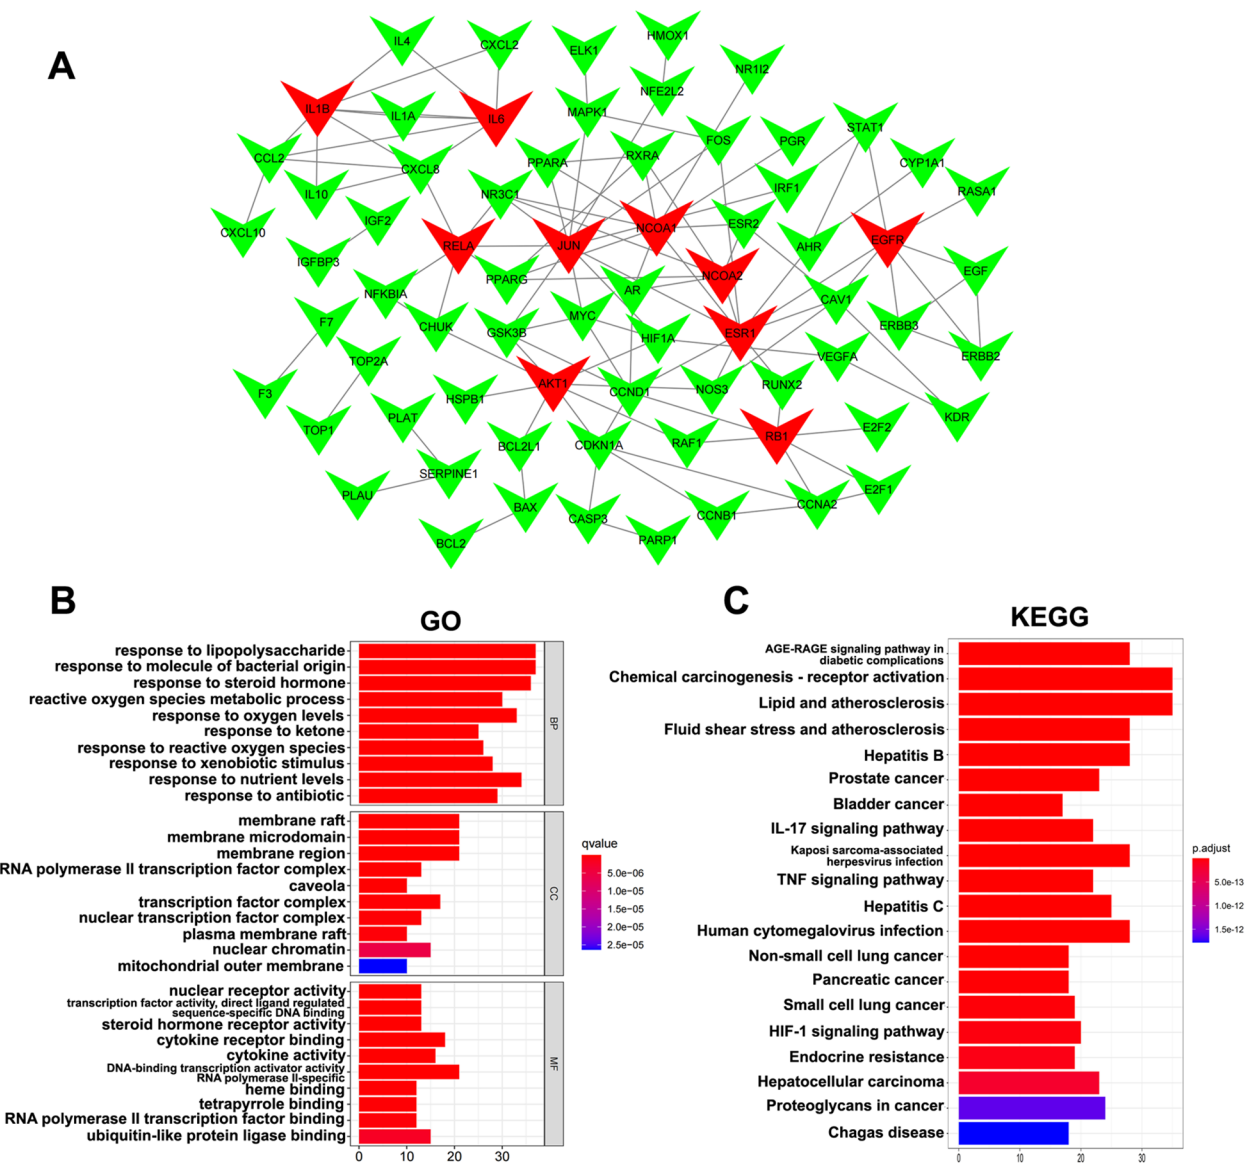 A
IL4
CXCL2
ELK1
HMOX1
NR1I2
NFE2L2
IL1B
IL1A
IL6
MAPK1
FOS
PGR
STAT1
CCL2
CXCL8
PPARA
RXRA
CYP1A1
IL10
NR3C1
IRF1
RASA1
CXCL10
IGF2
NCOA1
ESR2
IGFBP3
RELA
JUN
AHR
EGFR
PPARG
NCOA2
EGF
NFKBIA
AR
CAV1
F7
CHUK
GSK3B
MYC
HIF1A
ESR1
ERBB3
TOP2A
VEGFA
ERBB2
F3
HSPB1
AKT1
CCND1
NOS3
RUNX2
TOP1
PLAT
KDR
BCL2L1
CDKN1A
RAF1
RB1
E2F2
PLAU
SERPINE1
E2F1
BAX
CASP3
CCNB1
CCNA2
BCL2
PARP1
B
GO
response to lipopolysaccharide
response to molecule of bacterial origin
response to steroid hormone
reactive oxygen species metabolic process
response to oxygen levels
response to ketone
response to reactive oxygen species
response to xenobiotic stimulus
response to nutrient levels
response to antibiotic
BP
membrane raft
membrane microdomain
membrane region
RNA polymerase II transcription factor complex
caveola
transcription factor complex
nuclear transcription factor complex
plasma membrane raft
nuclear chromatin
mitochondrial outer membrane
CC
nuclear receptor activity
transcription factor activity, direct ligand regulated
sequence-specific DNA binding
steroid hormone receptor activity
cytokine receptor binding
cytokine activity
DNA-binding transcription activator activity
RNA polymerase II-specific
heme binding
tetrapyrrole binding
RNA polymerase II transcription factor binding
ubiquitin-like protein ligase binding
MF
0 10 20 30
qvalue
5.0e-06
1.0e-05
1.5e-05
2.0e-05
2.5e-05
C
KEGG
AGE-RAGE signaling pathway in
diabetic complications
Chemical carcinogenesis - receptor activation
Lipid and atherosclerosis
Fluid shear stress and atherosclerosis
Hepatitis B
Prostate cancer
Bladder cancer
IL-17 signaling pathway
Kaposi sarcoma-associated
herpesvirus infection
TNF signaling pathway
Hepatitis C
Human cytomegalovirus infection
Non-small cell lung cancer
Pancreatic cancer
Small cell lung cancer
HIF-1 signaling pathway
Endocrine resistance
Hepatocellular carcinoma
Proteoglycans in cancer
Chagas disease
0 10 20 30
p.adjust
5.0e-13
1.0e-12
1.5e-12